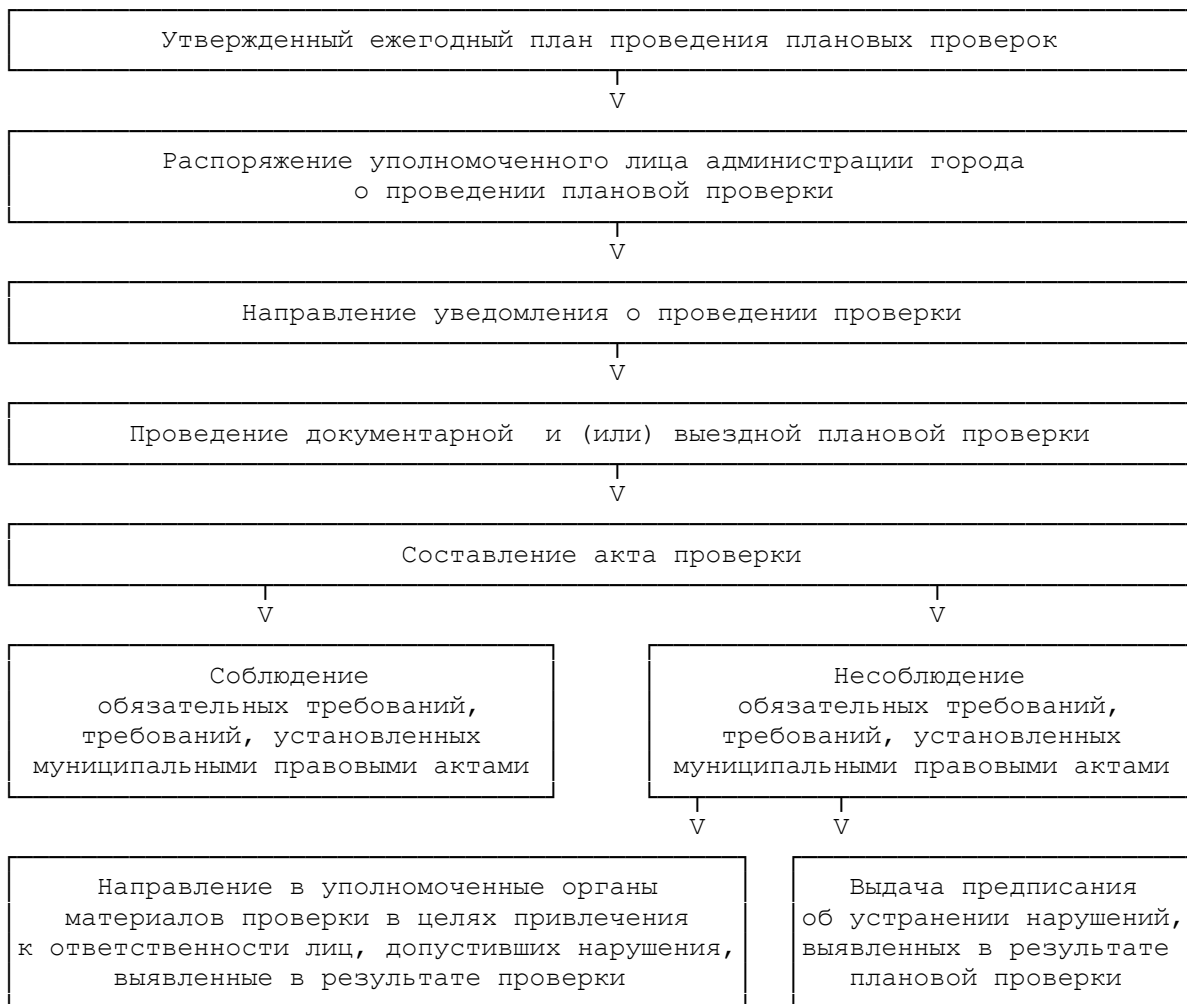 Утвержденный ежегодный план проведения плановых проверок
V
Распоряжение уполномоченного лица администрации города
о проведении плановой проверки
V
Направление уведомления о проведении проверки
V
Проведение документарной и (или) выездной плановой проверки
V
Составление акта проверки
V V
Соблюдение
обязательных требований,
требований, установленных
муниципальными правовыми актами
Несоблюдение
обязательных требований,
требований, установленных
муниципальными правовыми актами
V V
Направление в уполномоченные органы
материалов проверки в целях привлечения
к ответственности лиц, допустивших нарушения,
выявленные в результате проверки
Выдача предписания
об устранении нарушений,
выявленных в результате
плановой проверки